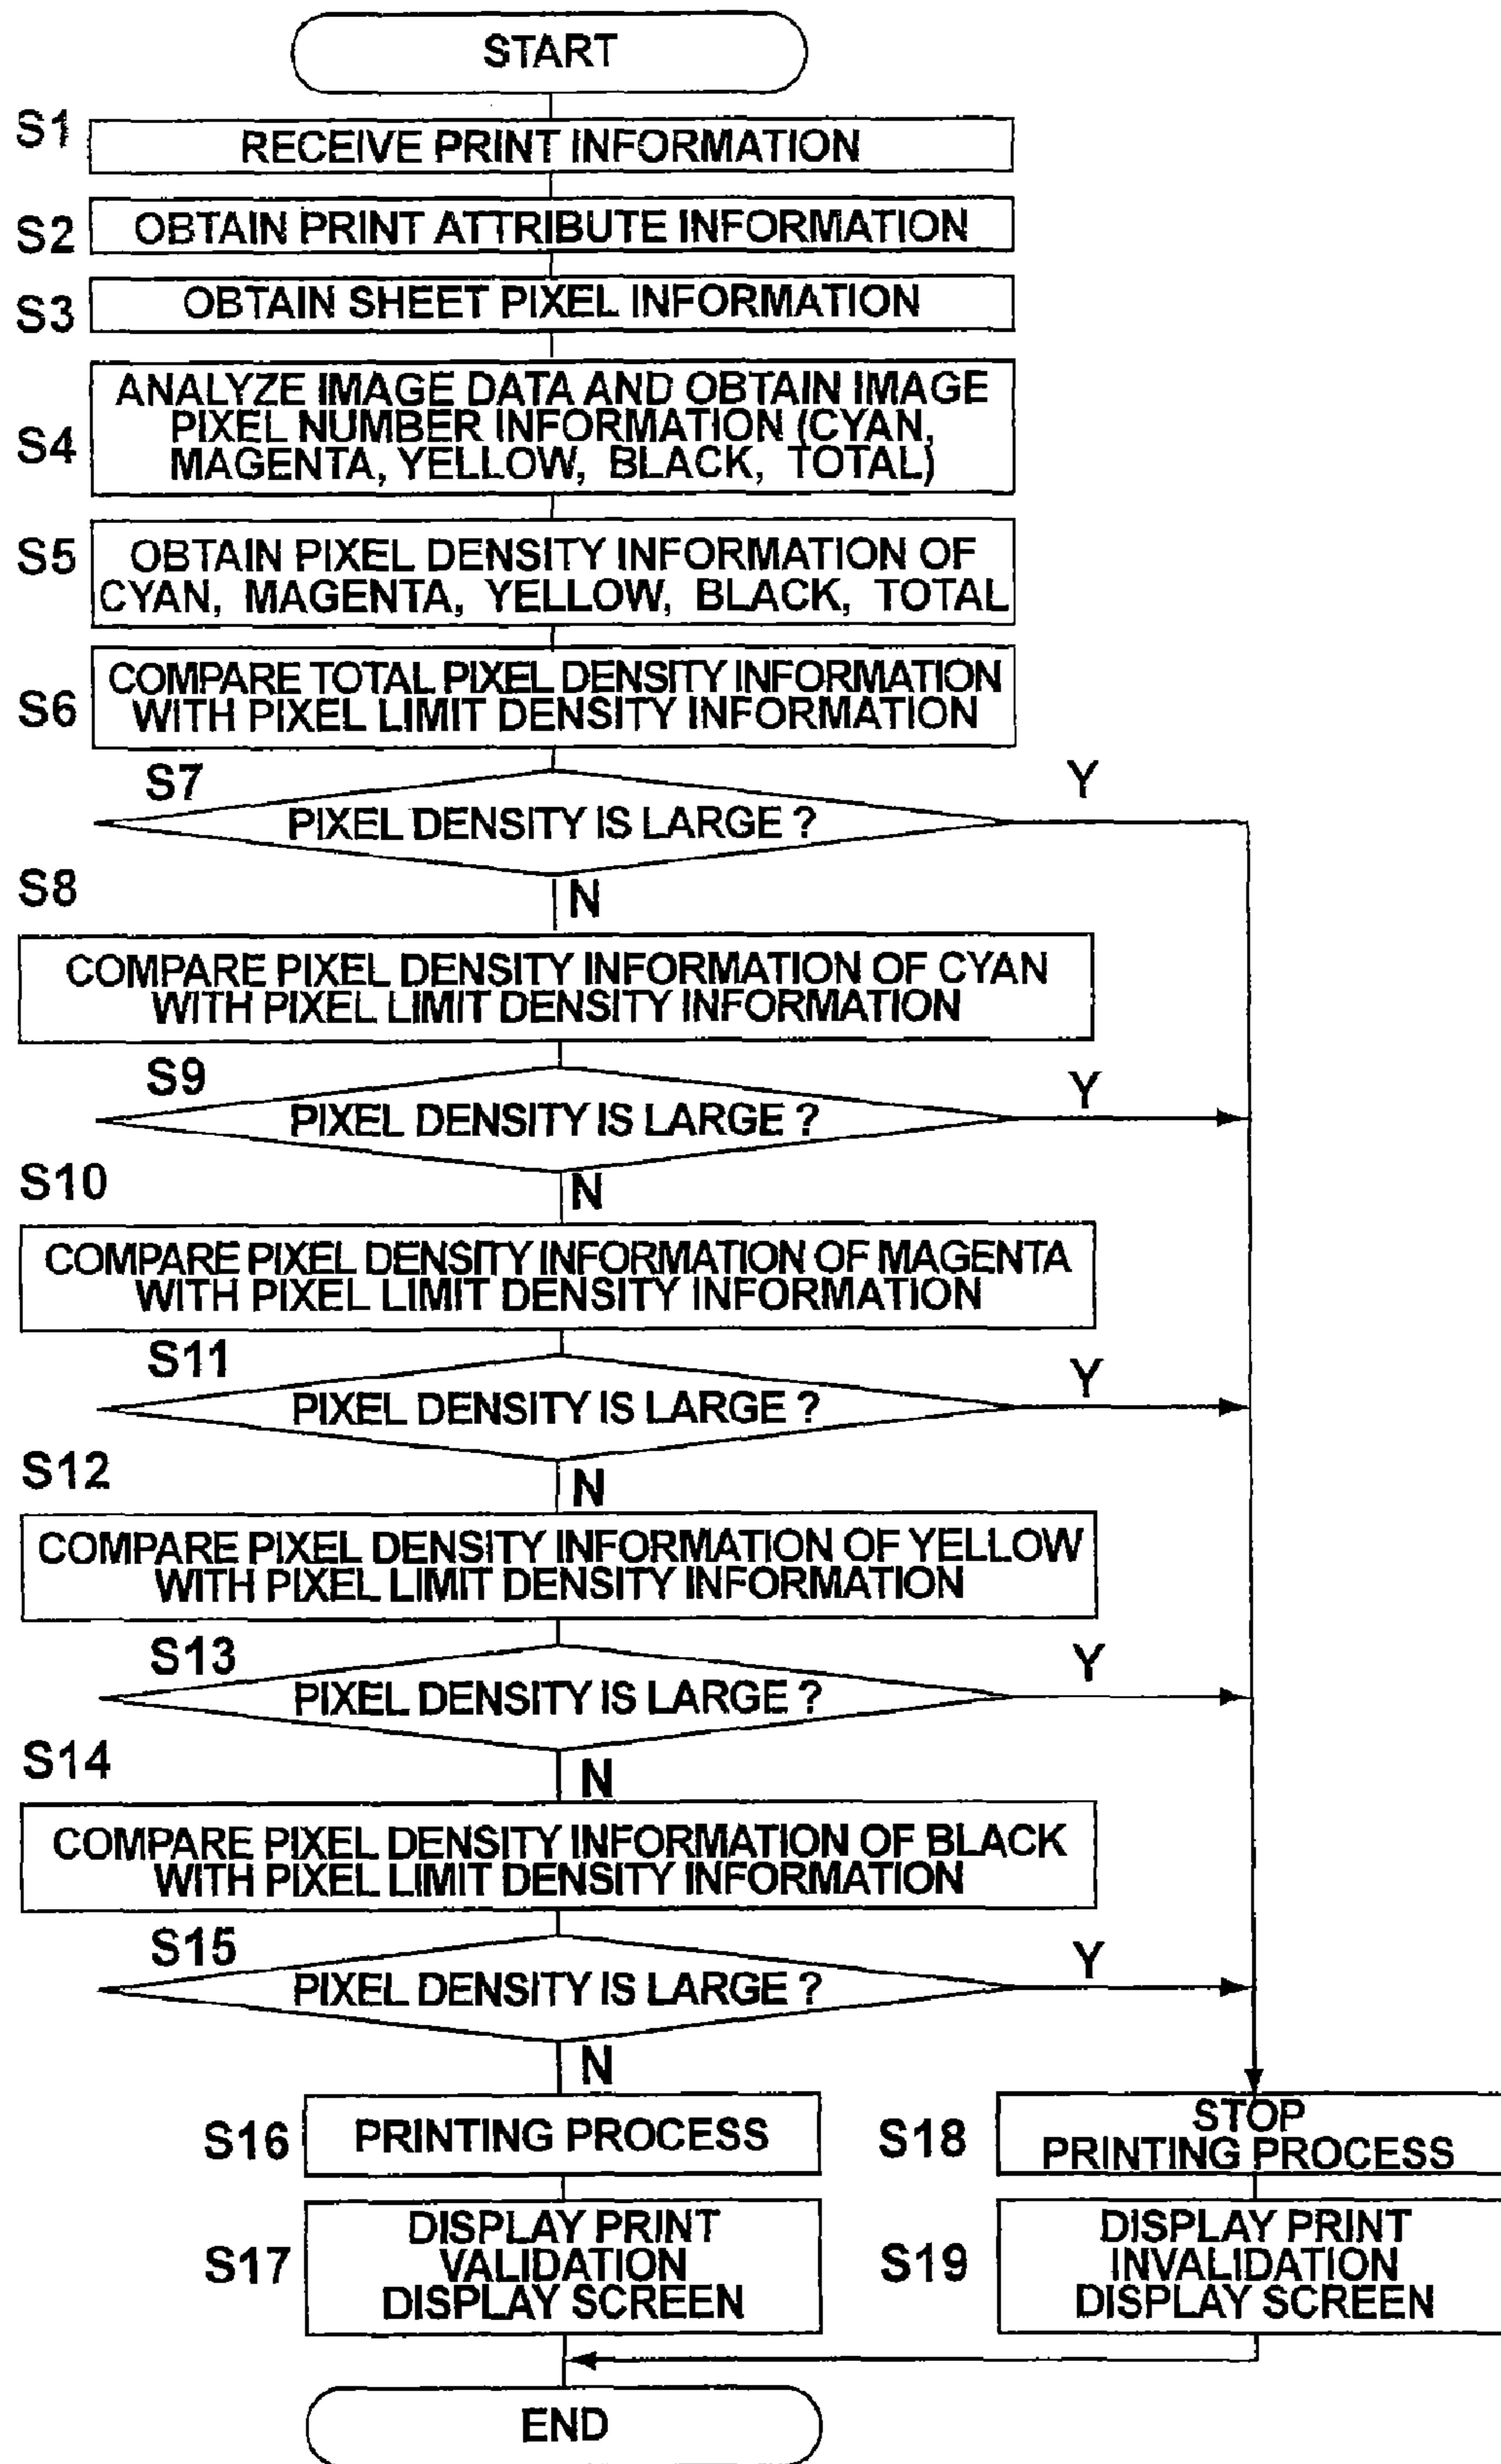 START
S1
RECEIVE PRINT INFORMATION
S2
OBTAIN PRINT ATTRIBUTE INFORMATION
S3
OBTAIN SHEET PIXEL INFORMATION
S4
ANALYZE IMAGE DATA AND OBTAIN IMAGE
PIXEL NUMBER INFORMATION (CYAN,
MAGENTA, YELLOW, BLACK, TOTAL)
S5
OBTAIN PIXEL DENSITY INFORMATION OF
CYAN, MAGENTA, YELLOW, BLACK, TOTAL
S6
COMPARE TOTAL PIXEL DENSITY INFORMATION
WITH PIXEL LIMIT DENSITY INFORMATION
S7
PIXEL DENSITY IS LARGE ?
Y
N
S8
COMPARE PIXEL DENSITY INFORMATION OF CYAN
WITH PIXEL LIMIT DENSITY INFORMATION
S9
PIXEL DENSITY IS LARGE ?
Y
N
S10
COMPARE PIXEL DENSITY INFORMATION OF MAGENTA
WITH PIXEL LIMIT DENSITY INFORMATION
S11
PIXEL DENSITY IS LARGE ?
Y
N
S12
COMPARE PIXEL DENSITY INFORMATION OF YELLOW
WITH PIXEL LIMIT DENSITY INFORMATION
S13
PIXEL DENSITY IS LARGE ?
Y
N
S14
COMPARE PIXEL DENSITY INFORMATION OF BLACK
WITH PIXEL LIMIT DENSITY INFORMATION
S15
PIXEL DENSITY IS LARGE ?
Y
N
S16
PRINTING PROCESS
S17
DISPLAY PRINT
VALIDATION
DISPLAY SCREEN
S18
STOP
PRINTING PROCESS
S19
DISPLAY PRINT
INVALIDATION
DISPLAY SCREEN
END